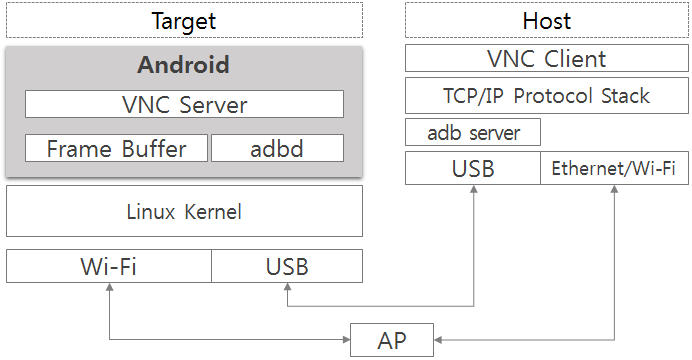 Target
Host
Android
VNC Server
Frame Buffer
adbd
Linux Kernel
Wi-Fi
USB
VNC Client
TCP/IP Protocol Stack
adb server
USB
Ethernet/Wi-Fi
AP